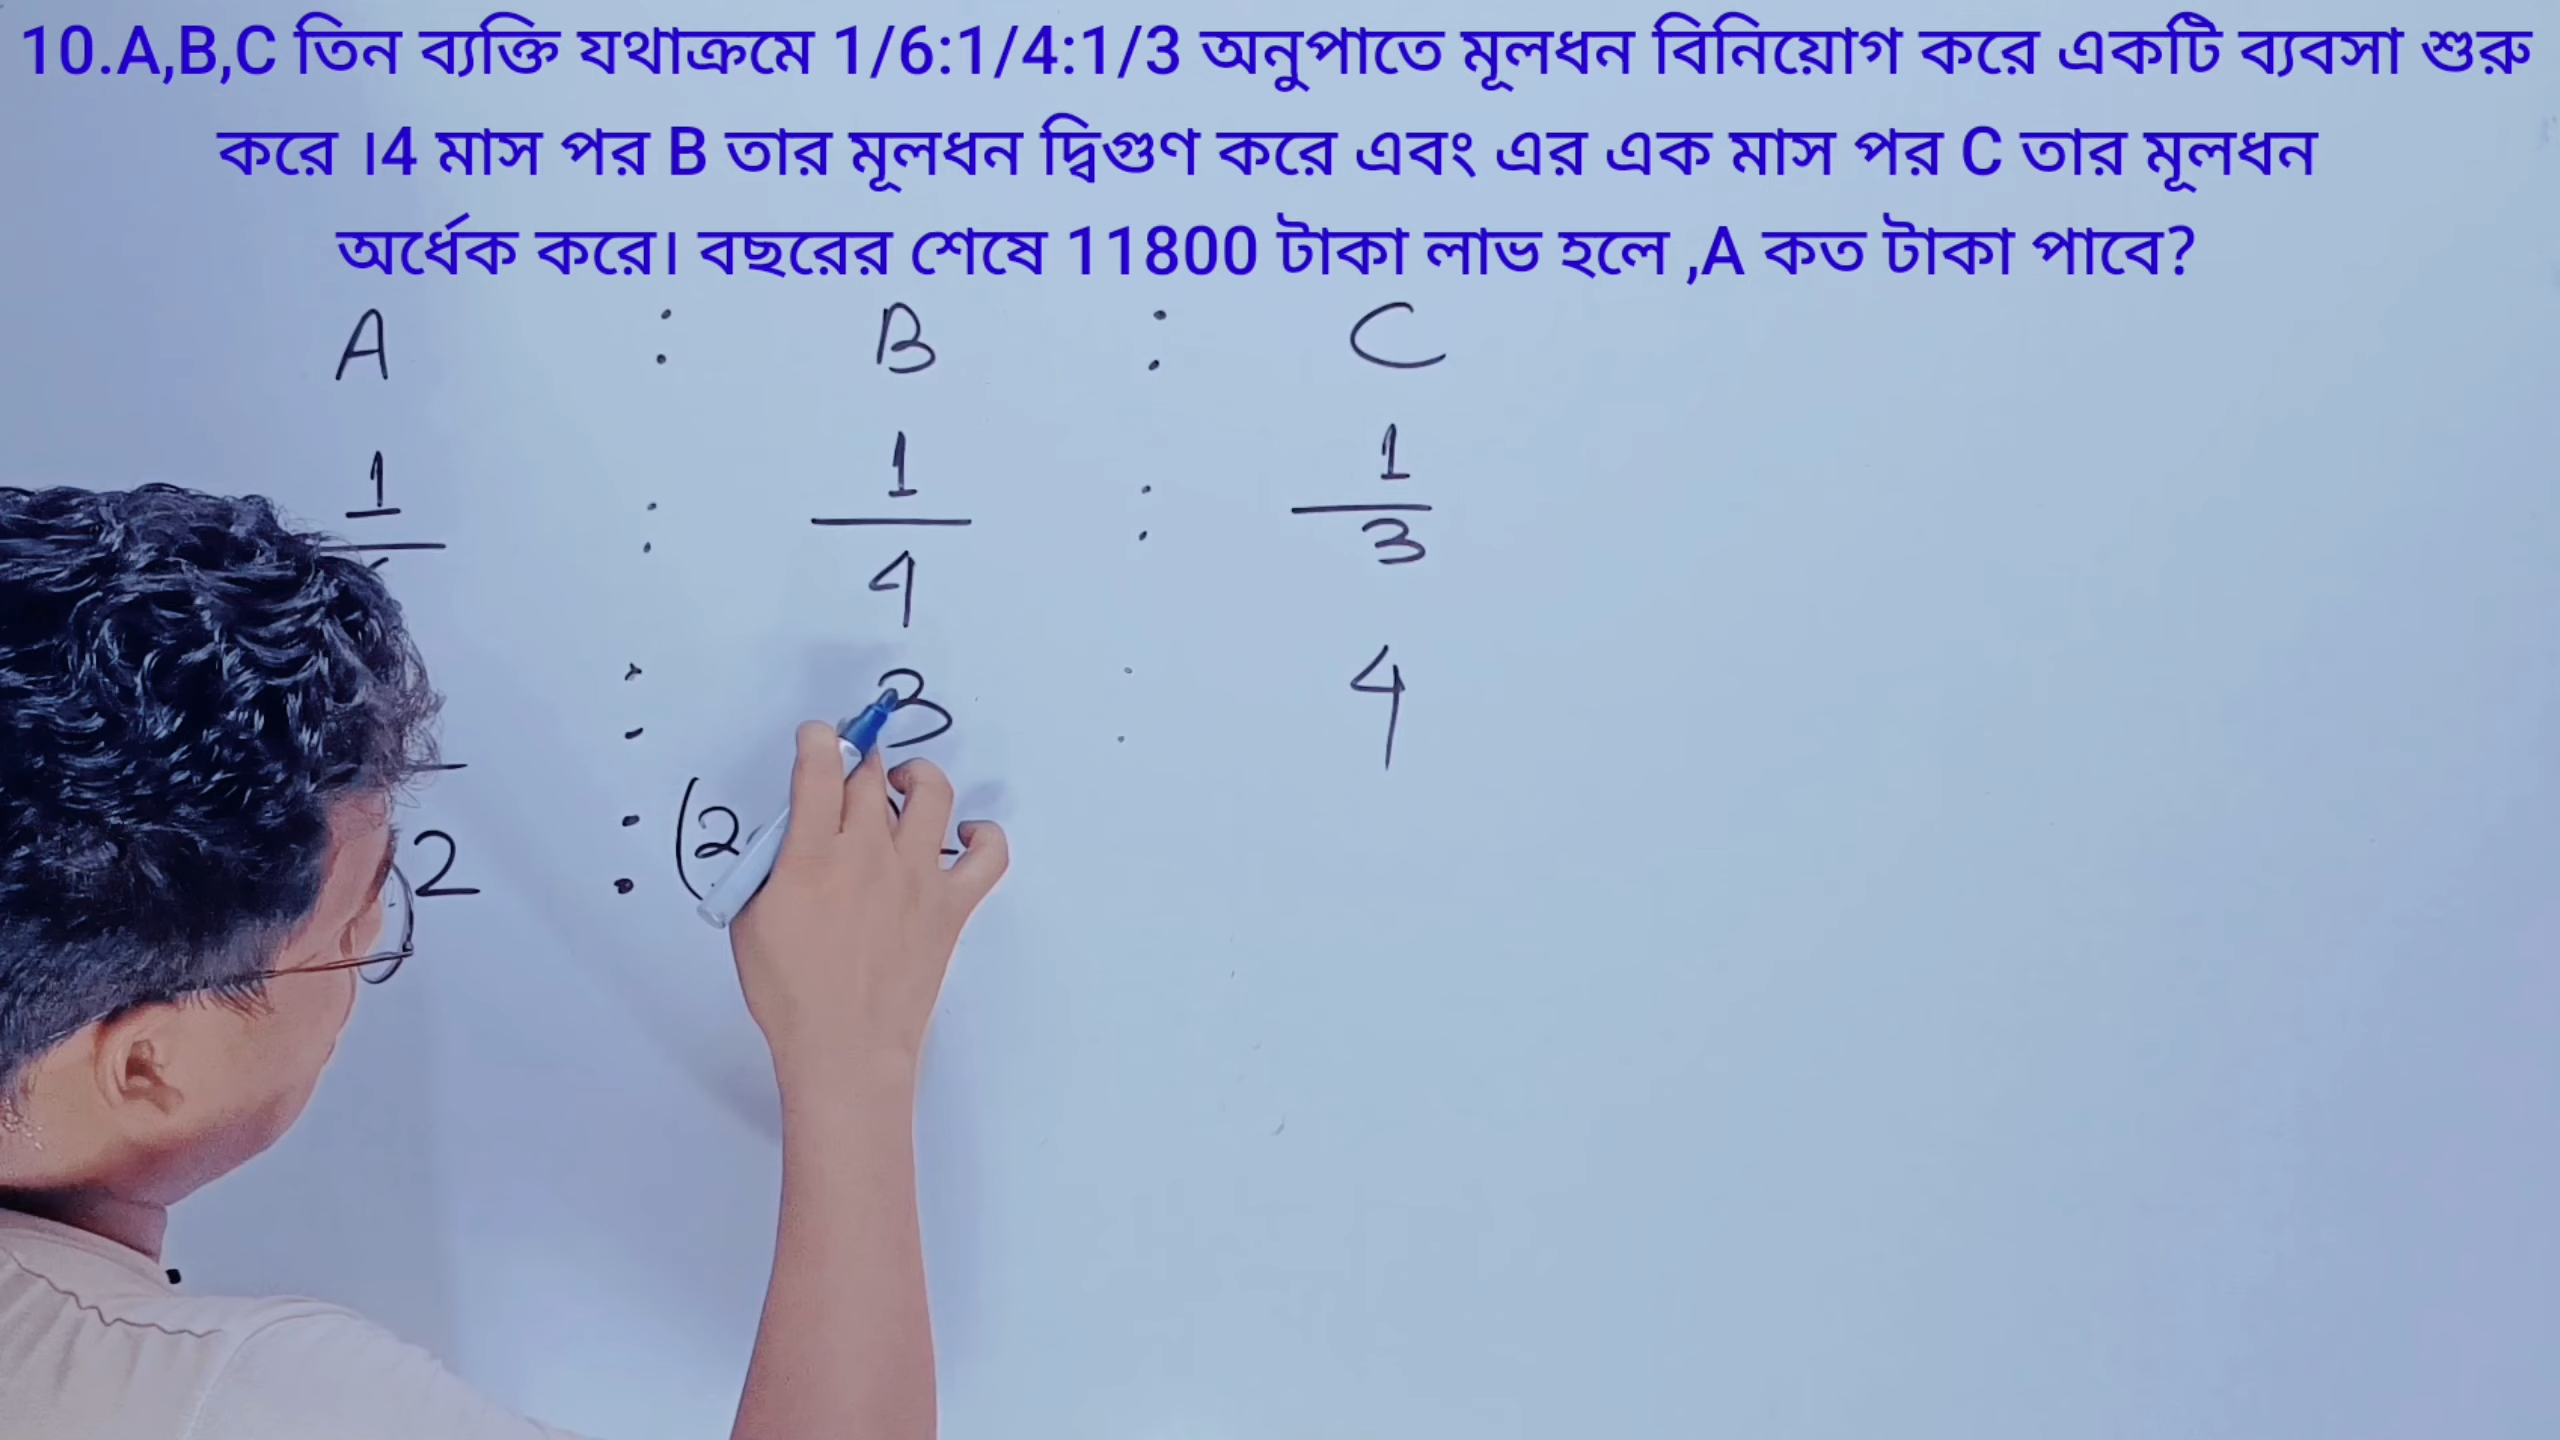 10.A,B,C তিন ব্যক্তি যথাক্রমে 1/6:1/4:1/3 অনুপাতে মূলধন বিনিয়োগ করে একটি ব্যবসা শুরু
করে ।4 মাস পর B তার মূলধন দ্বিগুণ করে এবং এর এক মাস পর C তার মূলধন
অর্ধেক করে। বছরের শেষে 11800 টাকা লাভ হলে ,A কত টাকা পাবে?
A : B : C
1 : 1 : 1
4 3
: 3 : 4
2 : (2